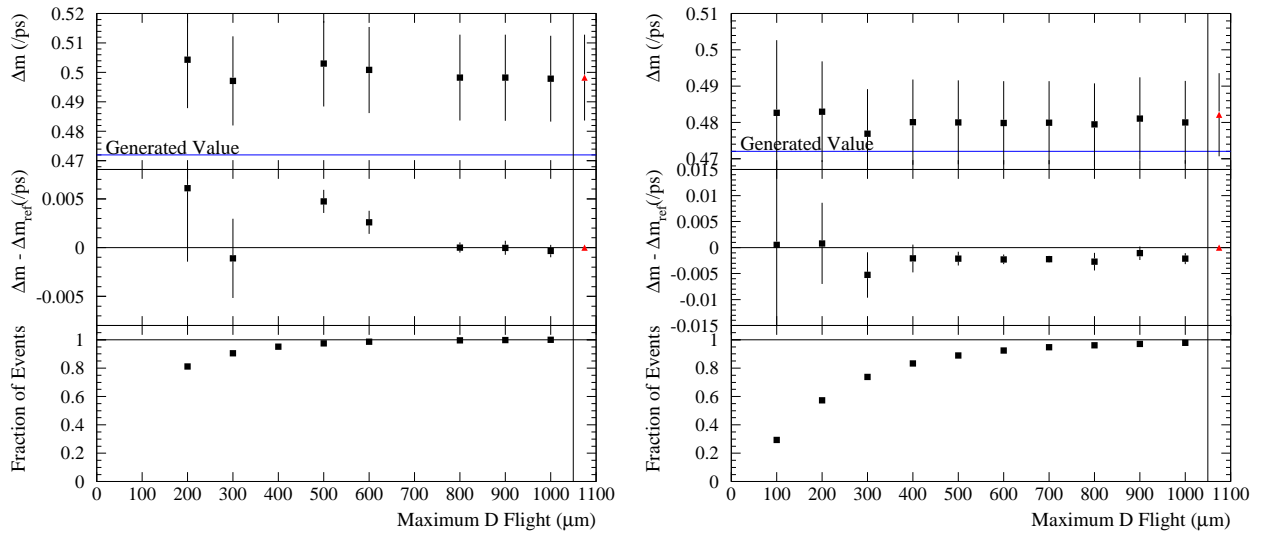 Δm (/ps)
0.52
0.51
0.5
0.49
0.48
0.47
Generated Value
Δm - Δm_ref(/ps)
0.005
0
-0.005
Fraction of Events
1
0.8
0.6
0.4
0.2
0
0 100 200 300 400 500 600 700 800 900 1000 1100
Maximum D Flight (μm)
Δm (/ps)
0.51
0.5
0.49
0.48
0.47
Generated Value
Δm - Δm_ref(/ps)
0.015
0.01
0.005
0
-0.005
-0.01
-0.015
Fraction of Events
1
0.8
0.6
0.4
0.2
0
0 100 200 300 400 500 600 700 800 900 1000 1100
Maximum D Flight (μm)